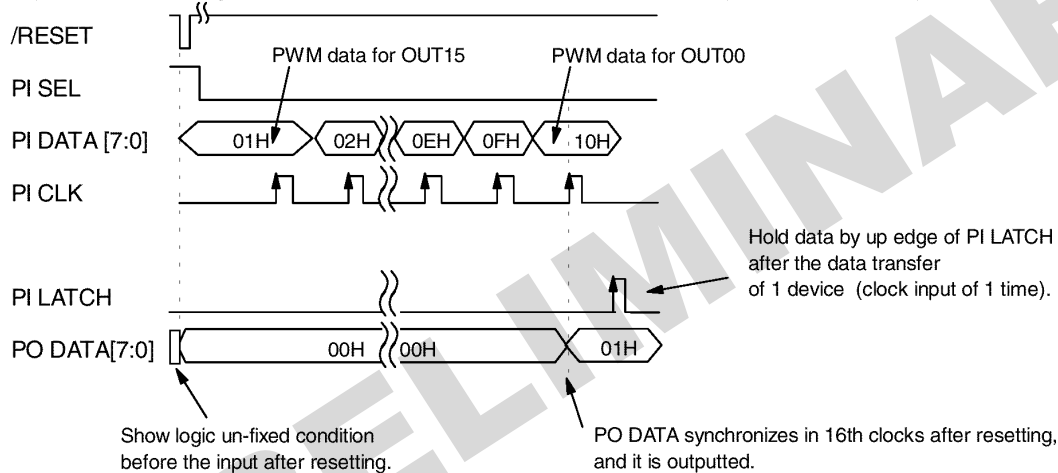 /RESET
PWM data for OUT15
PWM data for OUT00
PI SEL
PI DATA [7:0]
01H
02H
0EH
0FH
10H
PI CLK
Hold data by up edge of PI LATCH
after the data transfer
of 1 device (clock input of 1 time).
PI LATCH
PO DATA[7:0]
00H
00H
01H
Show logic un-fixed condition
before the input after resetting.
PO DATA synchronizes in 16th clocks after resetting,
and it is outputted.
ELIMINAR